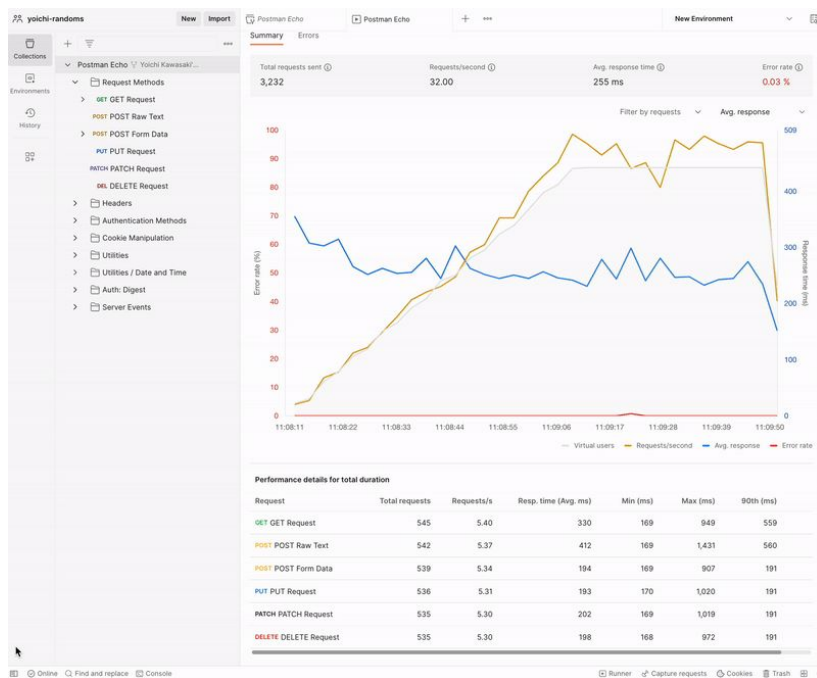 yoichi-randoms
New Import
Postman Echo
Postman Echo
New Environment
Collections
Environments
History
Postman Echo Yoichi Kawasaki'...
Request Methods
GET GET Request
POST POST Raw Text
POST POST Form Data
PUT PUT Request
PATCH PATCH Request
DEL DELETE Request
Headers
Authentication Methods
Cookie Manipulation
Utilities
Utilities / Date and Time
Auth: Digest
Server Events
Summary Errors
Total requests sent Requests/second Avg. response time Error rate
3,232 32.00 255 ms 0.03 %
Filter by requests Avg. response
100
90
80
70
60
50
40
30
20
10
0
Error rate (%)
509
400
300
200
100
0
Response time (ms)
11:08:11 11:08:22 11:08:33 11:08:44 11:08:55 11:09:06 11:09:17 11:09:28 11:09:39 11:09:50
Virtual users Requests/second Avg. response Error rate
Performance details for total duration
Request Total requests Requests/s Resp. time (Avg. ms) Min (ms) Max (ms) 90th (ms)
GET GET Request 545 5.40 330 169 949 559
POST POST Raw Text 542 5.37 412 169 1,431 560
POST POST Form Data 539 5.34 194 169 907 191
PUT PUT Request 536 5.31 193 170 1,020 191
PATCH PATCH Request 535 5.30 202 169 1,019 191
DELETE DELETE Request 535 5.30 198 168 972 191
Online Find and replace Console
Runner Capture requests Cookies Trash